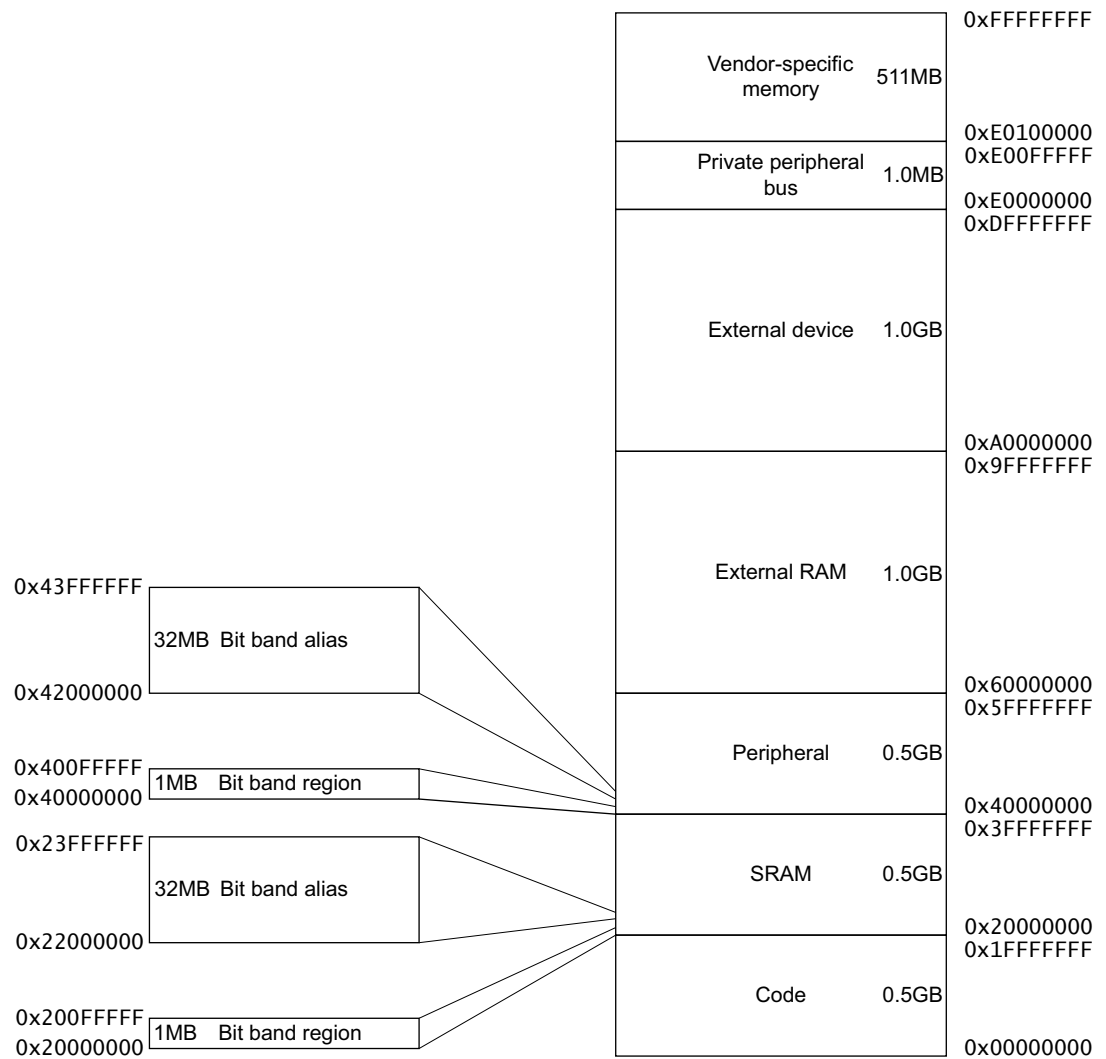 0xFFFFFFFF
Vendor-specific
memory
511MB
0xE0100000
0xE00FFFFF
Private peripheral
bus
1.0MB
0xE0000000
0xDFFFFFFF
External device
1.0GB
0xA0000000
0x9FFFFFFF
External RAM
1.0GB
0x60000000
0x5FFFFFFF
Peripheral
0.5GB
0x40000000
0x3FFFFFFF
SRAM
0.5GB
0x20000000
0x1FFFFFFF
Code
0.5GB
0x00000000
0x43FFFFFF
32MB Bit band alias
0x42000000
0x400FFFFF
1MB Bit band region
0x40000000
0x23FFFFFF
32MB Bit band alias
0x22000000
0x200FFFFF
1MB Bit band region
0x20000000